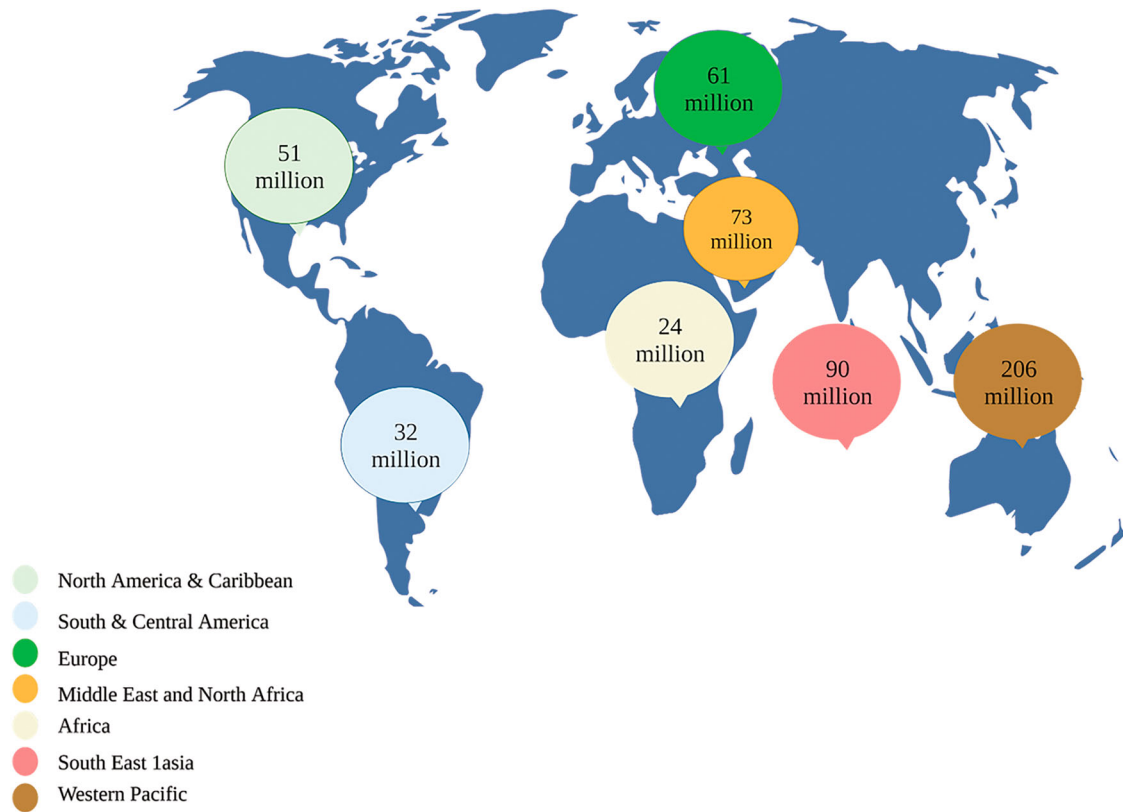 61
million
51
million
73
million
24
million
90
million
206
million
32
million
North America & Caribbean
South & Central America
Europe
Middle East and North Africa
Africa
South East 1asia
Western Pacific